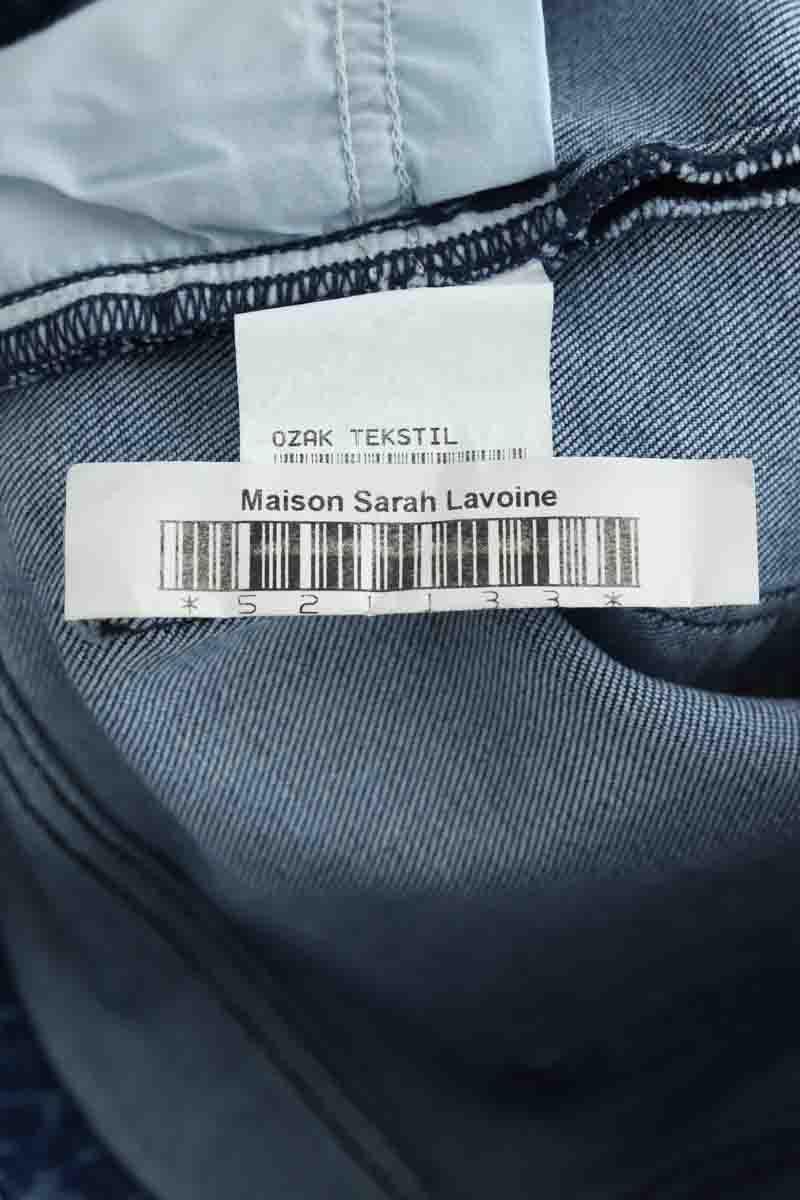 OZAK TEKSTIL
Maison Sarah Lavoine
*521133*